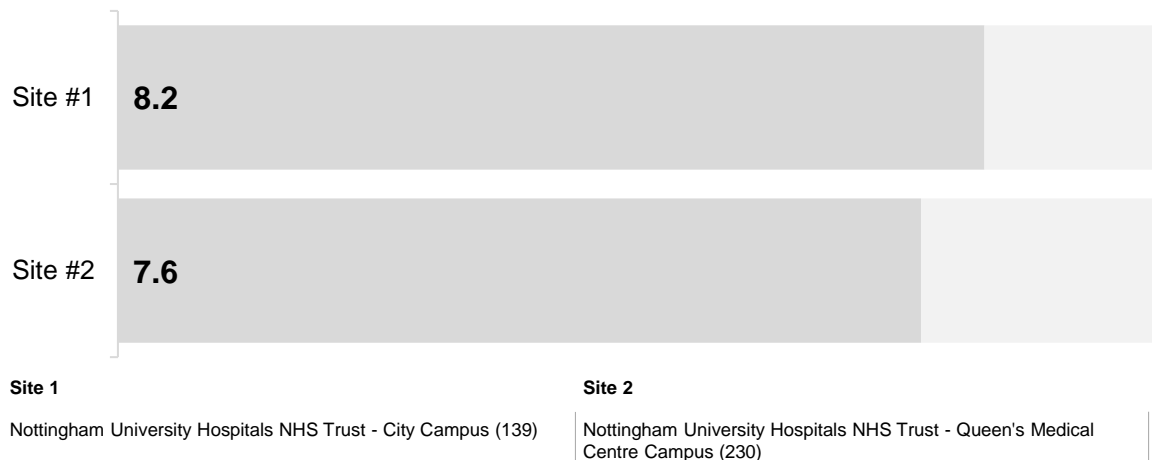 Site #1
8.2
Site #2
7.6
Site 1
Site 2
Nottingham University Hospitals NHS Trust - City Campus (139)
Nottingham University Hospitals NHS Trust - Queen's Medical
Centre Campus (230)